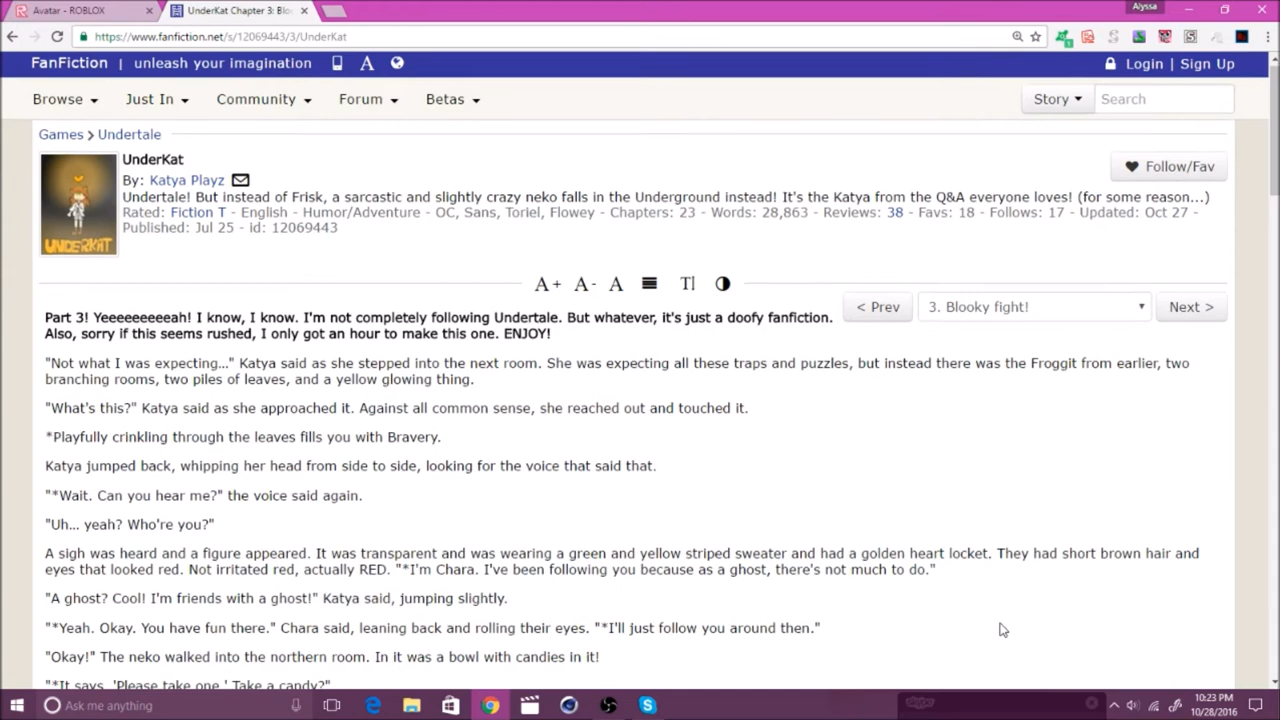 Avatar - ROBLOX
UnderKat Chapter 3: Bloo
Alyssa
https://www.fanfiction.net/s/12069443/3/UnderKat
FanFiction | unleash your imagination A Login | Sign Up
Browse Just In Community Forum Betas Story Search
Games > Undertale
UnderKat
By: Katya Playz
Follow/Fav
Undertale! But instead of Frisk, a sarcastic and slightly crazy neko falls in the Underground instead! It's the Katya from the Q&A everyone loves! (for some reason...)
Rated: Fiction T - English - Humor/Adventure - OC, Sans, Toriel, Flowey - Chapters: 23 - Words: 28,863 - Reviews: 38 - Favs: 18 - Follows: 17 - Updated: Oct 27 -
Published: Jul 25 - id: 12069443
UNDERKAT
A+ A- A T|
< Prev 3. Blooky fight! Next >
Part 3! Yeeeeeeeeeah! I know, I know. I'm not completely following Undertale. But whatever, it's just a doofy fanfiction.
Also, sorry if this seems rushed, I only got an hour to make this one. ENJOY!
"Not what I was expecting..." Katya said as she stepped into the next room. She was expecting all these traps and puzzles, but instead there was the Froggit from earlier, two
branching rooms, two piles of leaves, and a yellow glowing thing.
"What's this?" Katya said as she approached it. Against all common sense, she reached out and touched it.
*Playfully crinkling through the leaves fills you with Bravery.
Katya jumped back, whipping her head from side to side, looking for the voice that said that.
"*Wait. Can you hear me?" the voice said again.
"Uh... yeah? Who're you?"
A sigh was heard and a figure appeared. It was transparent and was wearing a green and yellow striped sweater and had a golden heart locket. They had short brown hair and
eyes that looked red. Not irritated red, actually RED. "*I'm Chara. I've been following you because as a ghost, there's not much to do."
"A ghost? Cool! I'm friends with a ghost!" Katya said, jumping slightly.
"*Yeah. Okay. You have fun there." Chara said, leaning back and rolling their eyes. "*I'll just follow you around then."
"Okay!" The neko walked into the northern room. In it was a bowl with candies in it!
"*It says, 'Please take one.' Take a candy?"
Ask me anything
10:23 PM
10/28/2016